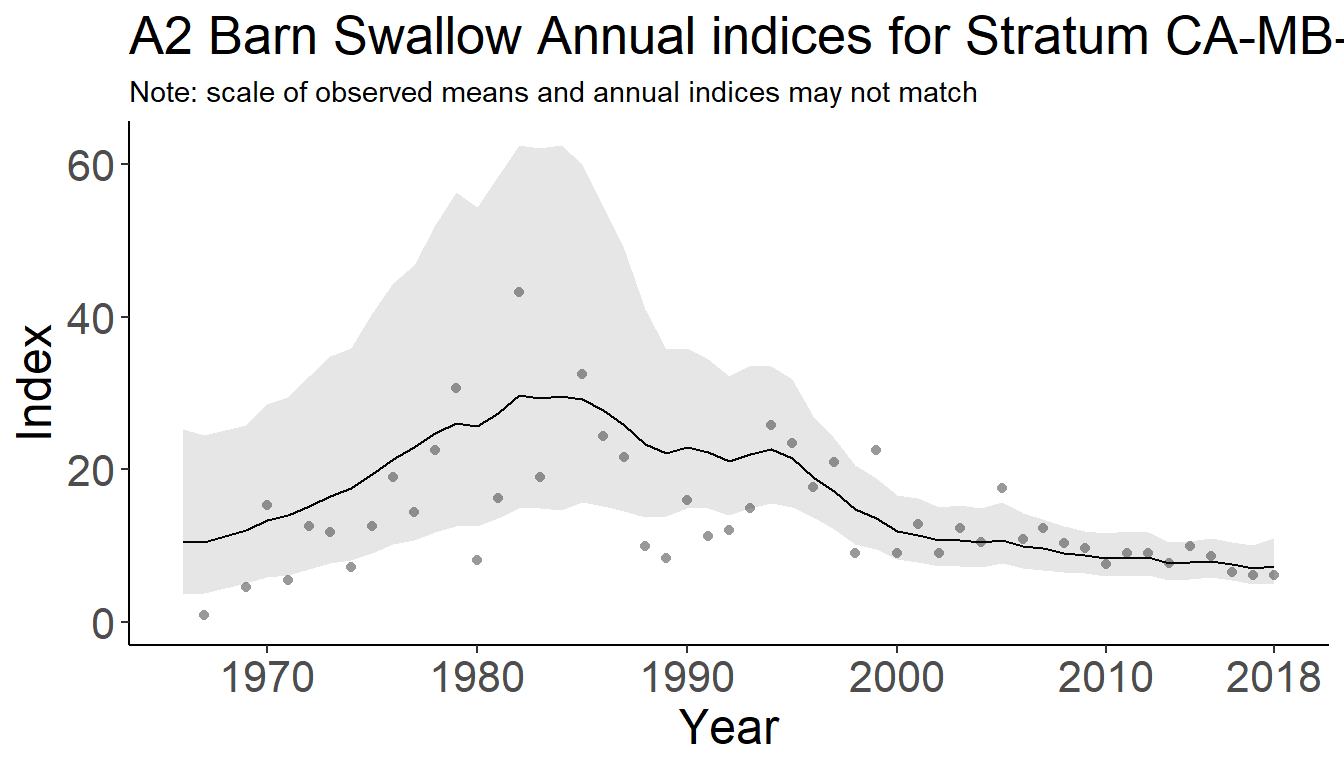 A2 Barn Swallow Annual indices for Stratum CA-MB-
Note: scale of observed means and annual indices may not match
60
40
20
0
Index
1970 1980 1990 2000 2010 2018
Year